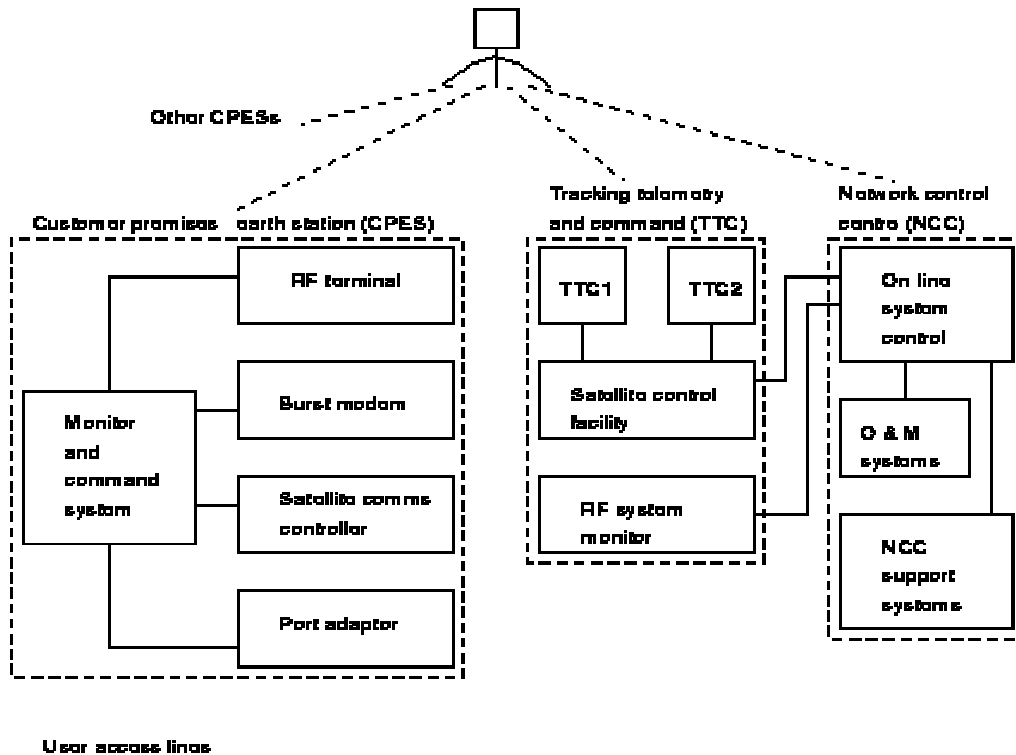 Other CPESs
Tracking telemetry
and command (TTC)
Network control
centre (NCC)
Customer premises earth station (CPES)
RF terminal
Burst modem
Monitor
and
command
system
Satellite comms
controller
Port adaptor
TTC1
TTC2
Satellite control
facility
RF system
monitor
On line
system
control
O & M
systems
NCC
support
systems
User access lines